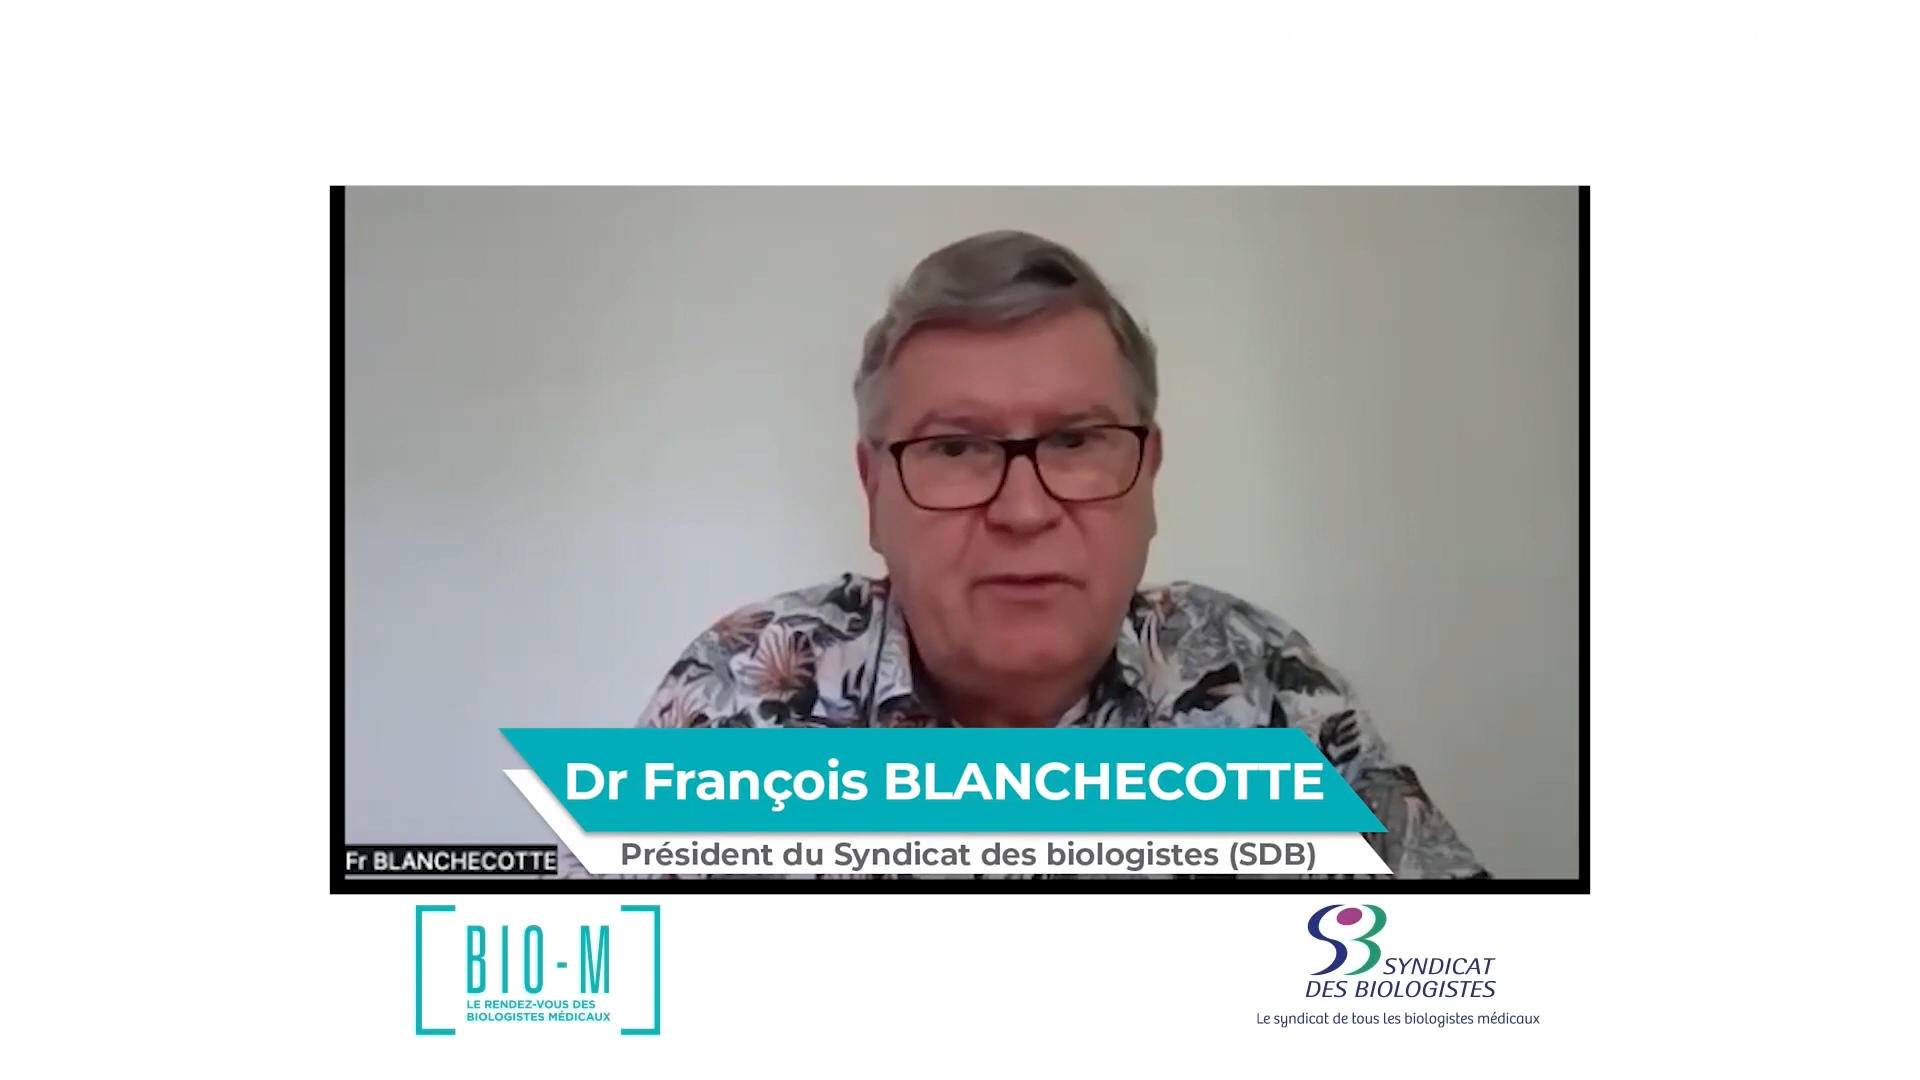 Dr François BLANCHECOTTE
Président du Syndicat des biologistes (SDB)
Fr BLANCHECOTTE
BIO-M
LE RENDEZ-VOUS DES
BIOLOGISTES MÉDICAUX
SYNDICAT
DES BIOLOGISTES
Le syndicat de tous les biologistes médicaux